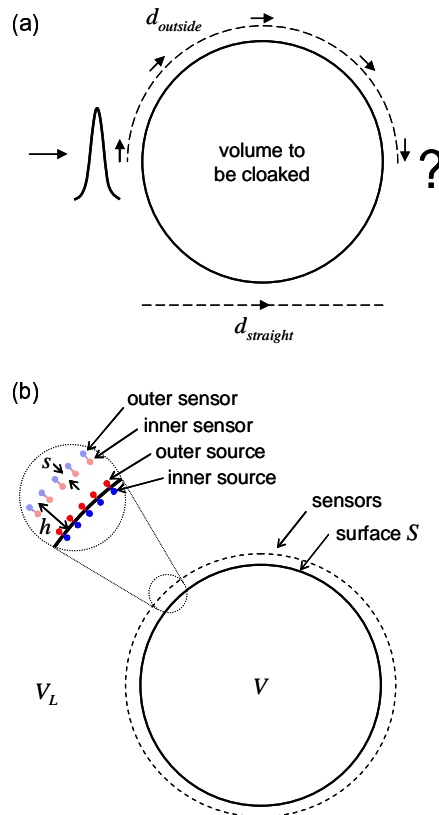 (a)
d_outside
volume to
be cloaked
?
d_straight
(b)
outer sensor
inner sensor
s
outer source
inner source
h
sensors
surface S
V_L
V